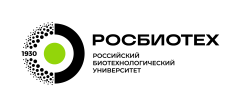 1930
РОСБИОТЕХ
РОССИЙСКИЙ
БИОТЕХНОЛОГИЧЕСКИЙ
УНИВЕРСИТЕТ